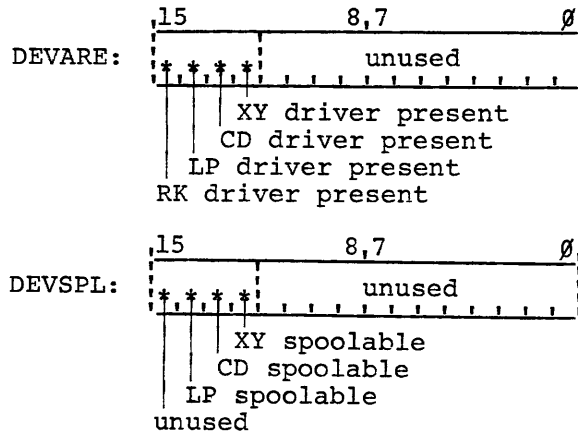 15 8,7 Ø
DEVARE: * * * * unused
XY driver present
CD driver present
LP driver present
RK driver present
15 8,7 Ø
DEVSPL: * * * * unused
XY spoolable
CD spoolable
LP spoolable
unused